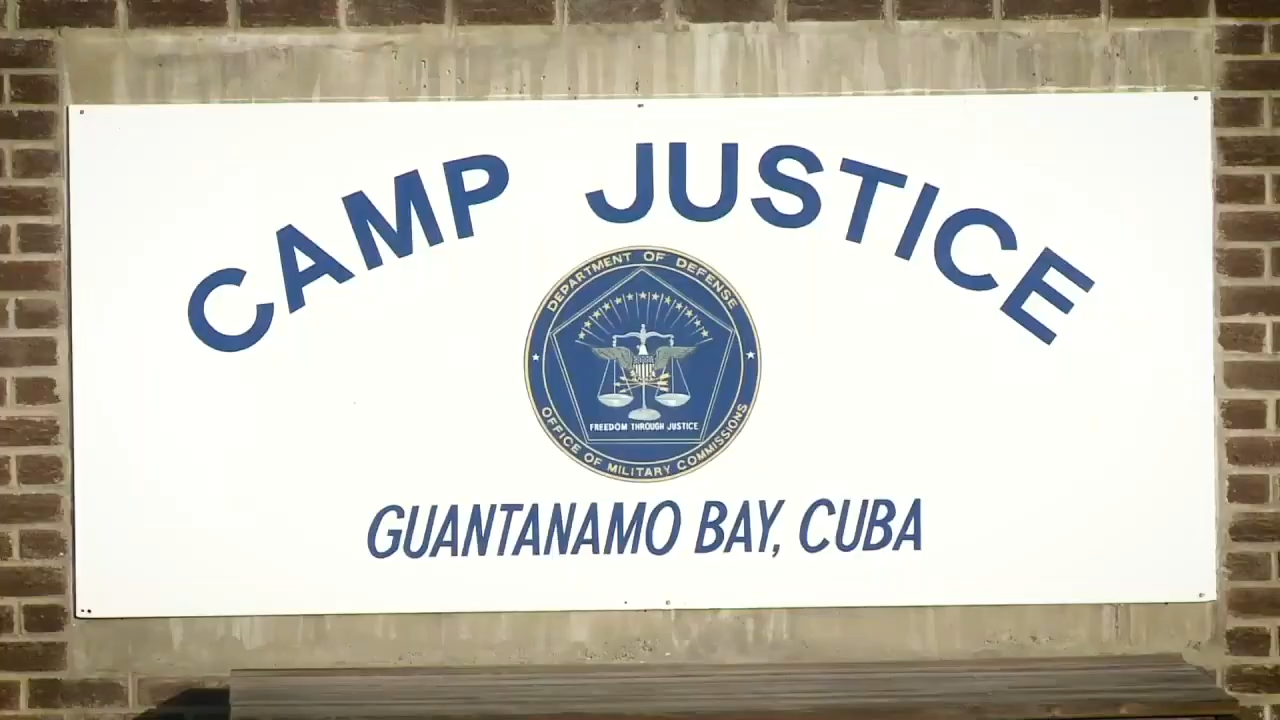 CAMP JUSTICE
DEPARTMENT OF DEFENSE
FREEDOM THROUGH JUSTICE
OFFICE OF MILITARY COMMISSIONS
GUANTANAMO BAY, CUBA